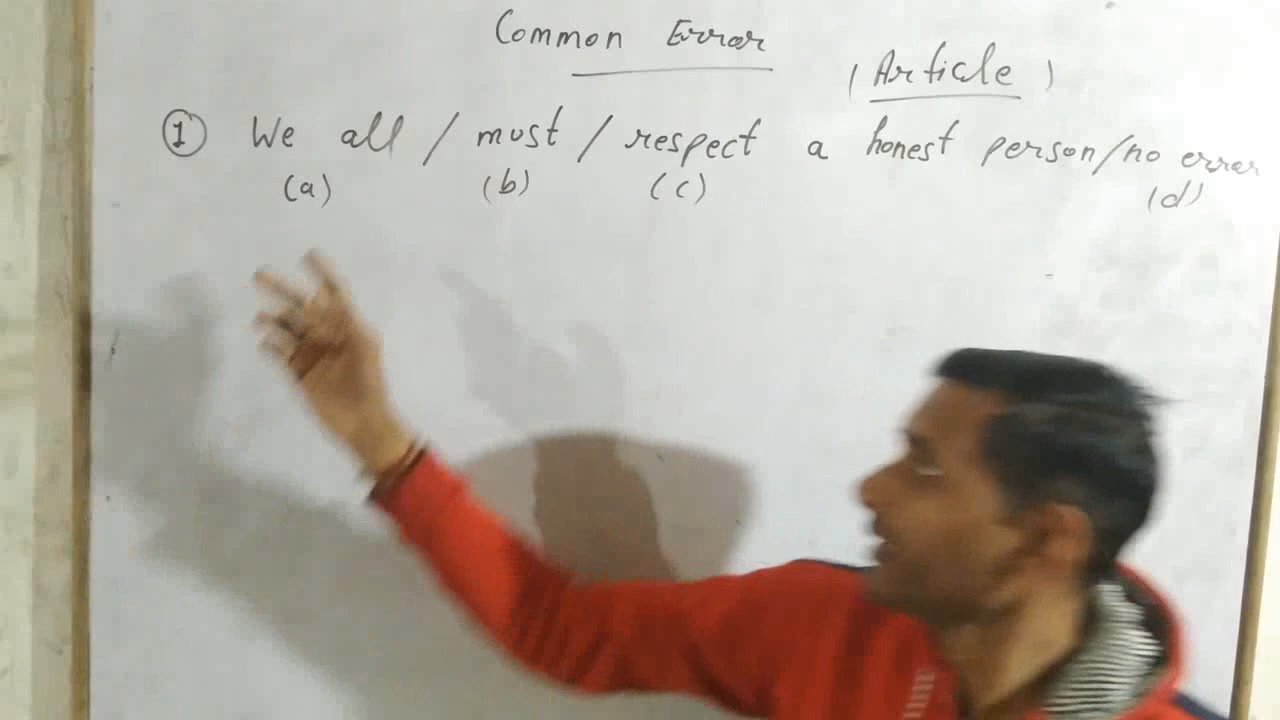 Common Error
(Article)
1 We all / must / respect a honest person/no error
(a) (b) (c) (d)